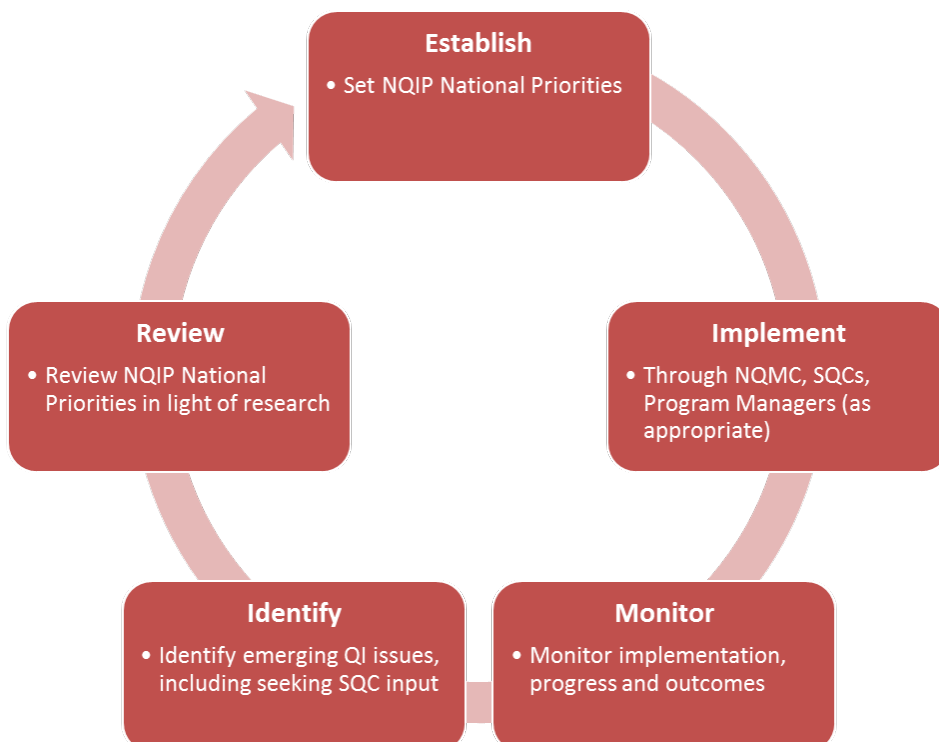 Establish
• Set NQIP National Priorities
Implement
• Through NQMC, SQCs,
Program Managers (as
appropriate)
Monitor
• Monitor implementation,
progress and outcomes
Identify
• Identify emerging QI issues,
including seeking SQC input
Review
• Review NQIP National
Priorities in light of research